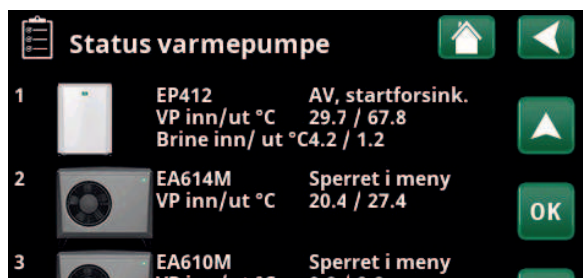 Status varmepumpe
1 EP412 AV, startforsink.
VP inn/ut °C 29.7 / 67.8
Brine inn/ ut °C4.2 / 1.2
2 EA614M Sperret i meny
VP inn/ut °C 20.4 / 27.4
OK
3 EA610M Sperret i meny